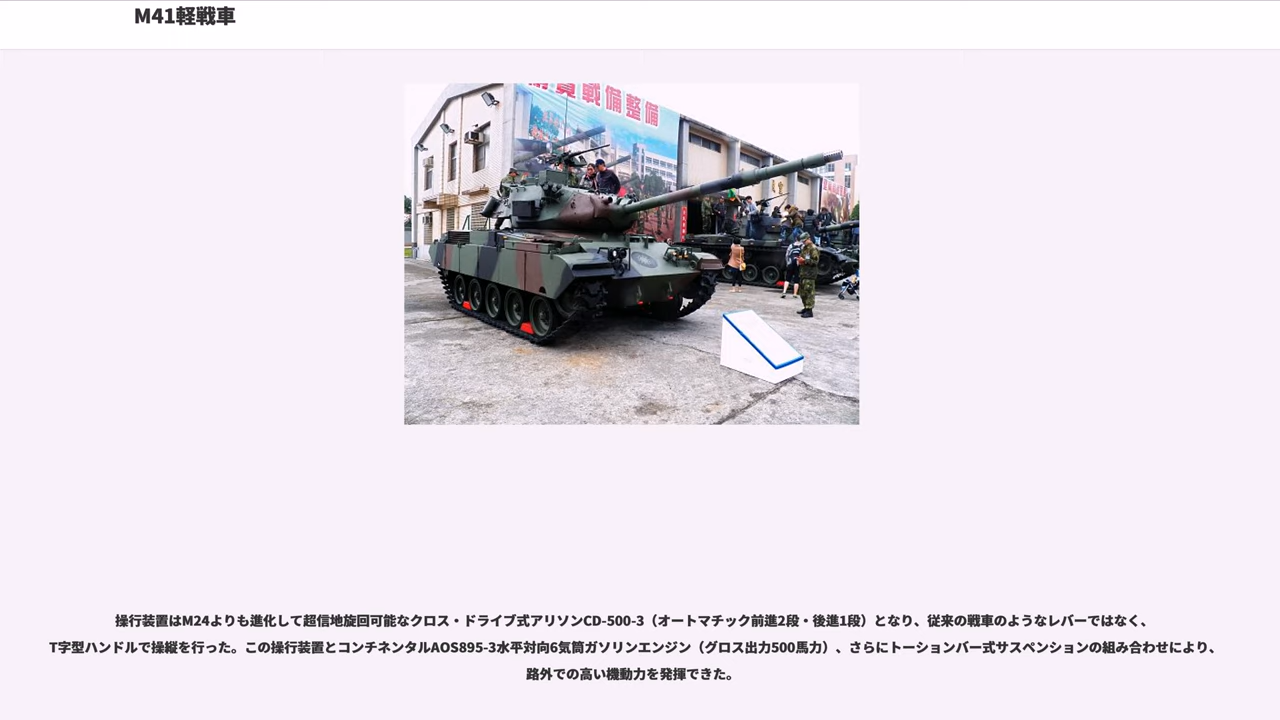 M41軽戦車
戰備整備
操行装置はM24よりも進化して超信地旋回可能なクロス・ドライブ式アリソンCD-500-3（オートマチック前進2段・後進1段）となり、従来の戦車のようなレバーではなく、
T字型ハンドルで操縦を行った。この操行装置とコンチネンタルAOS895-3水平対向6気筒ガソリンエンジン（グロス出力500馬力）、さらにトーションバー式サスペンションの組み合わせにより、
路外での高い機動力を発揮できた。